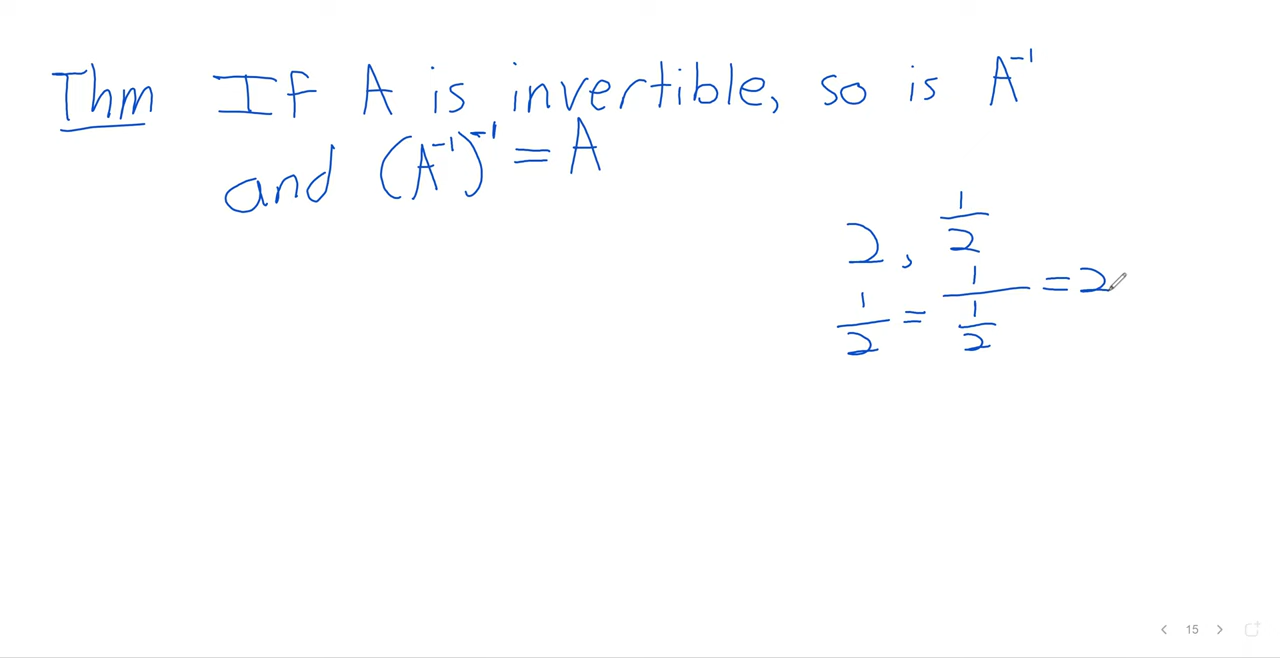 Thm If A is invertible, so is A⁻¹
and (A⁻¹)⁻¹ = A
2, 1/2
1/2 = 1/(1/2) = 2
15